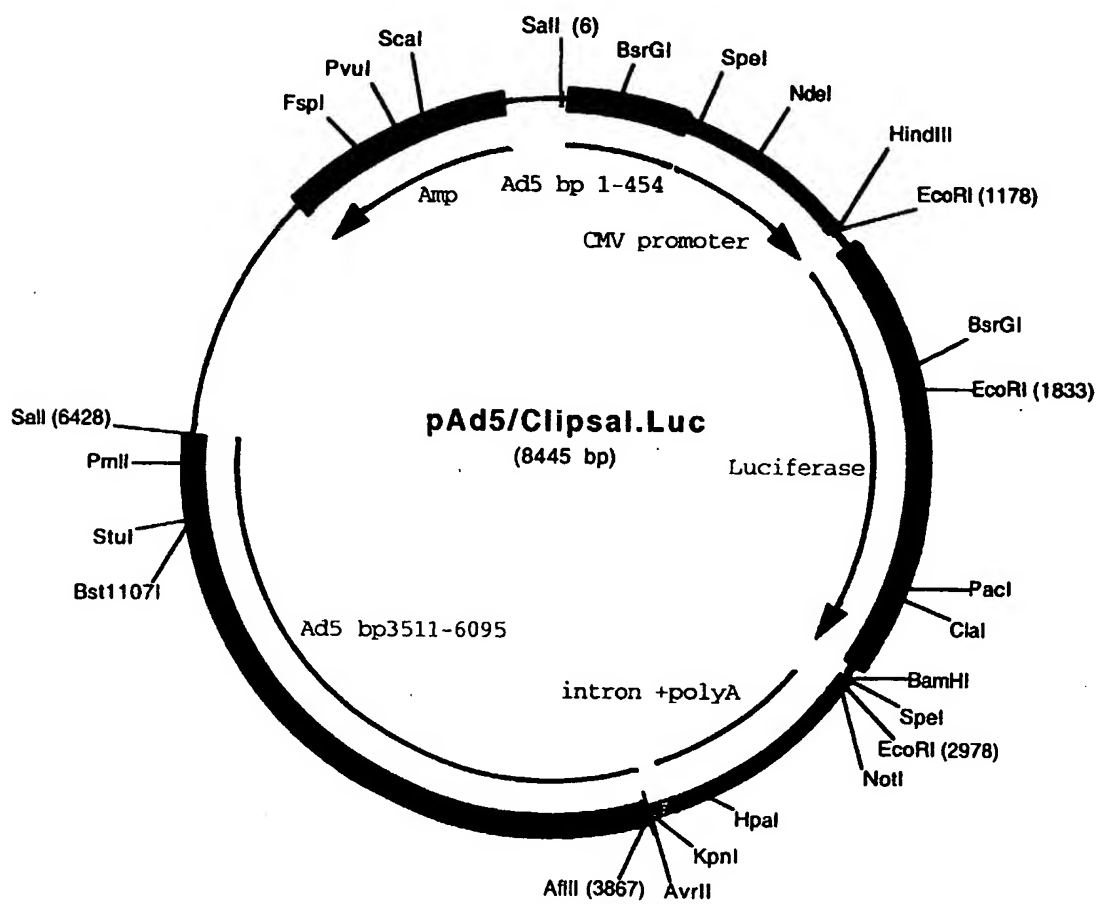 SalI (6)
BsrGI
SpeI
NdeI
HindIII
EcoRI (1178)
BsrGI
EcoRI (1833)
PacI
ClaI
BamHI
SpeI
EcoRI (2978)
NotI
HpaI
KpnI
AvrII
AflII (3867)
Bst1107I
StuI
PmlI
SalI (6428)
FspI
PvuI
ScaI
Amp
Ad5 bp 1-454
CMV promoter
pAd5/Clipsal.Luc
(8445 bp)
Luciferase
Ad5 bp3511-6095
intron +polyA